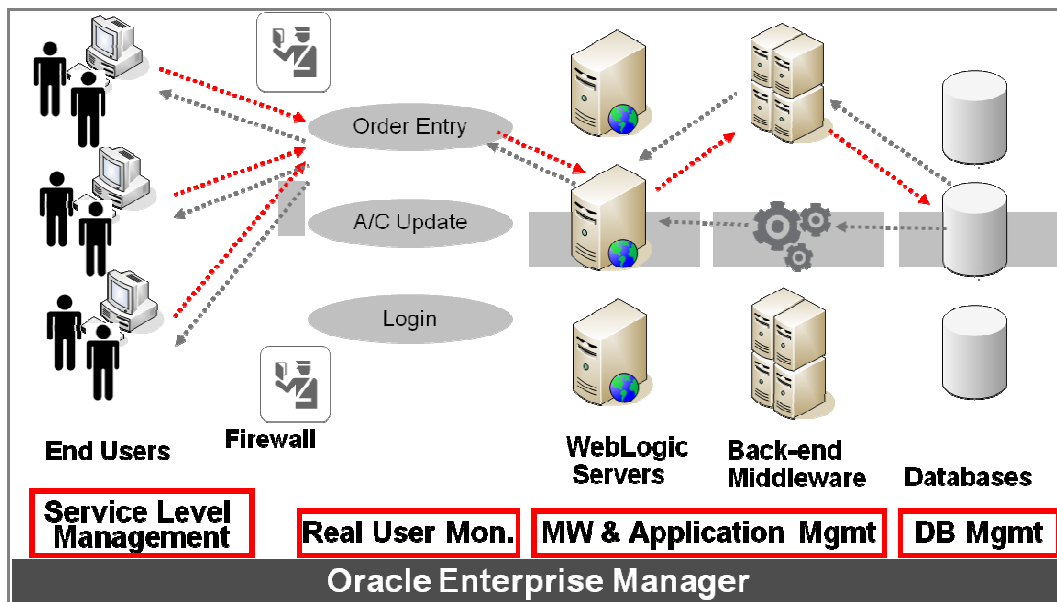 Order Entry
A/C Update
Login
End Users
Firewall
WebLogic
Servers
Back-end
Middleware
Databases
Service Level
Management
Real User Mon.
MW & Application Mgmt
DB Mgmt
Oracle Enterprise Manager